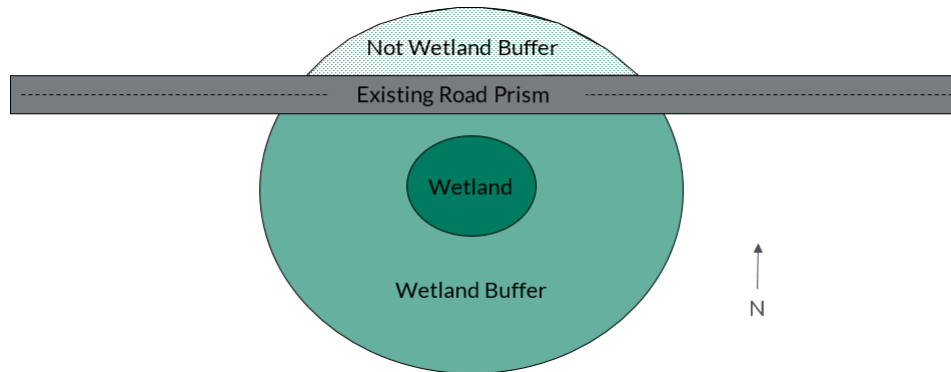 Not Wetland Buffer
Existing Road Prism
Wetland
Wetland Buffer
N